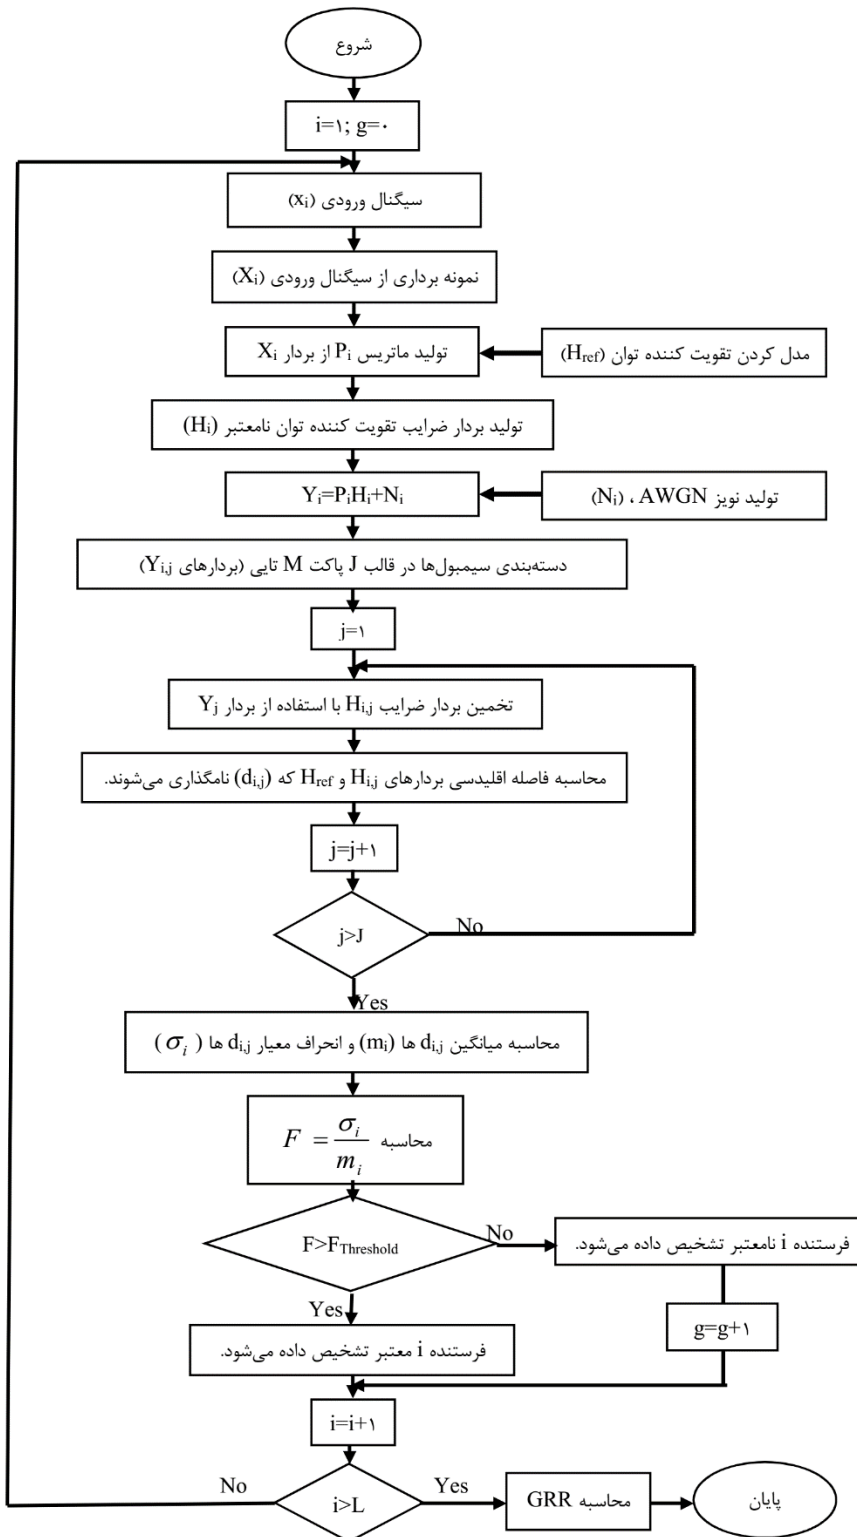 شروع
i=۱; g=۰
سیگنال ورودی (xi)
نمونه برداری از سیگنال ورودی (Xi)
تولید ماتریس Pi از بردار Xi
مدل کردن تقویت کننده توان (Href)
تولید بردار ضرایب تقویت کننده توان نامعتبر (Hi)
Yi=PiHi+Ni
تولید نویز AWGN ، (Ni)
دسته‌بندی سیمبول‌ها در قالب J پاکت M تایی (بردارهای Yi,j)
j=۱
تخمین بردار ضرایب Hi,j با استفاده از بردار Yj
محاسبه فاصله اقلیدسی بردارهای Hi,j و Href که (di,j) نامگذاری می‌شوند.
j=j+۱
j>J
No
Yes
محاسبه میانگین di,j ها (mi) و انحراف معیار di,j ها (σi)
محاسبه F = σi / mi
F>FThreshold
No
فرستنده i نامعتبر تشخیص داده می‌شود.
Yes
g=g+۱
فرستنده i معتبر تشخیص داده می‌شود.
i=i+۱
No
i>L
Yes
محاسبه GRR
پایان